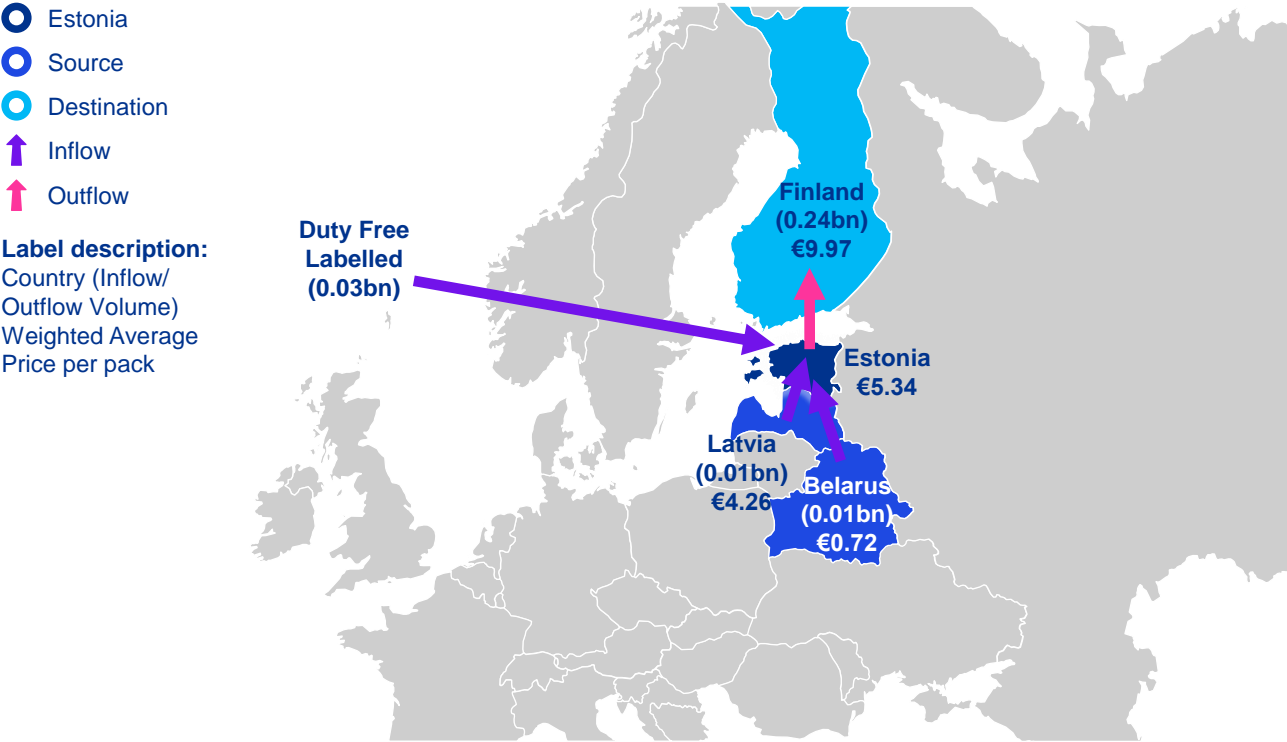 Estonia
Source
Destination
Inflow
Outflow
Label description:
Country (Inflow/
Outflow Volume)
Weighted Average
Price per pack
Duty Free
Labelled
(0.03bn)
Finland
(0.24bn)
€9.97
Estonia
€5.34
Latvia
(0.01bn)
€4.26
Belarus
(0.01bn)
€0.72